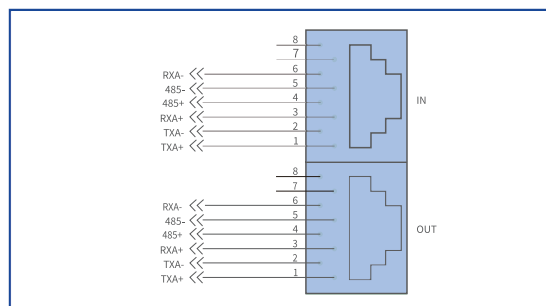 8
7
RXA- 6
485- 5
485+ 4
RXA+ 3
TXA- 2
TXA+ 1
IN
8
7
RXA- 6
485- 5
485+ 4
RXA+ 3
TXA- 2
TXA+ 1
OUT